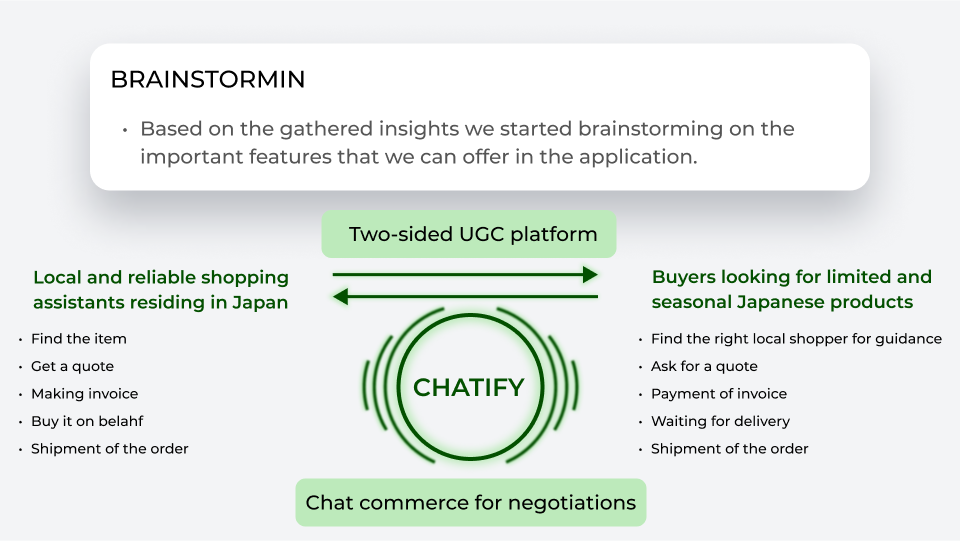 BRAINSTORMIN
• Based on the gathered insights we started brainstorming on the
important features that we can offer in the application.
Two-sided UGC platform
Local and reliable shopping
assistants residing in Japan
• Find the item
• Get a quote
• Making invoice
• Buy it on belahf
• Shipment of the order
CHATIFY
Buyers looking for limited and
seasonal Japanese products
• Find the right local shopper for guidance
• Ask for a quote
• Payment of invoice
• Waiting for delivery
• Shipment of the order
Chat commerce for negotiations